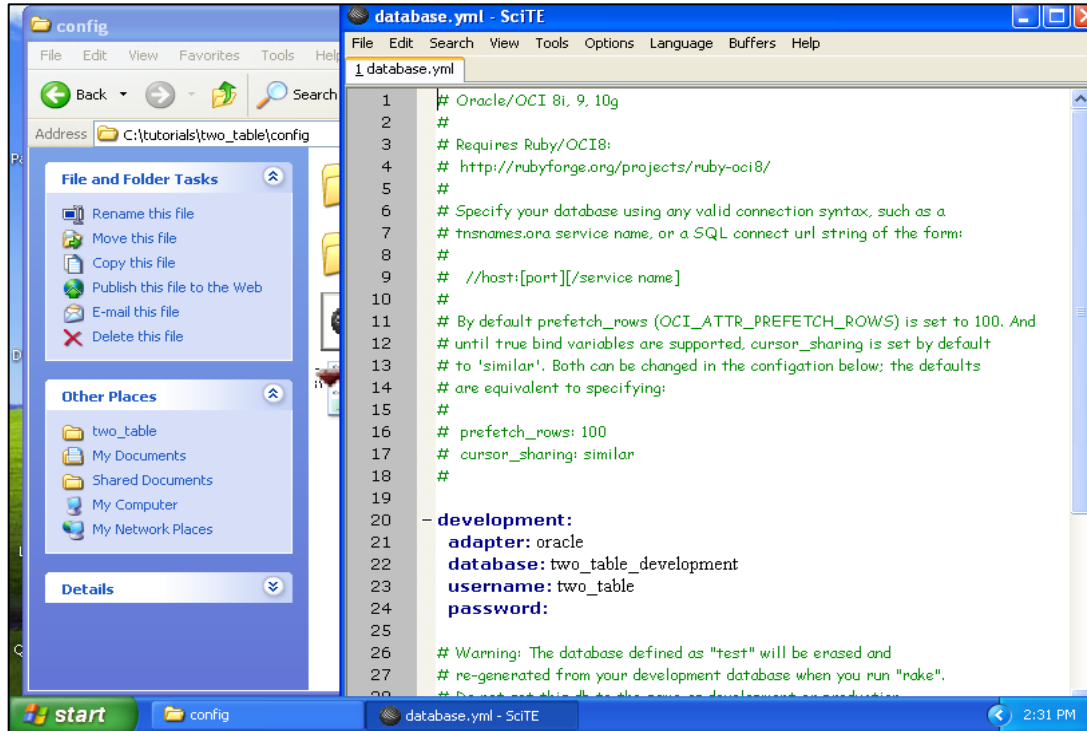 config
File Edit View Favorites Tools Help
Back
Search
Address C:\tutorials\two_table\config
File and Folder Tasks
Rename this file
Move this file
Copy this file
Publish this file to the Web
E-mail this file
Delete this file
Other Places
two_table
My Documents
Shared Documents
My Computer
My Network Places
Details
database.yml - SciTE
File Edit Search View Tools Options Language Buffers Help
1 database.yml
1 # Oracle/OCI 8i, 9, 10g
2 #
3 # Requires Ruby/OCI8:
4 # http://rubyforge.org/projects/ruby-oci8/
5 #
6 # Specify your database using any valid connection syntax, such as a
7 # tnsnames.ora service name, or a SQL connect url string of the form:
8 #
9 # //host:[port][/service name]
10 #
11 # By default prefetch_rows (OCI_ATTR_PREFETCH_ROWS) is set to 100. And
12 # until true bind variables are supported, cursor_sharing is set by default
13 # to 'similar'. Both can be changed in the configation below; the defaults
14 # are equivalent to specifying:
15 #
16 # prefetch_rows: 100
17 # cursor_sharing: similar
18 #
19
20 development:
21 adapter: oracle
22 database: two_table_development
23 username: two_table
24 password:
25
26 # Warning: The database defined as "test" will be erased and
27 # re-generated from your development database when you run "rake".
start
config
database.yml - SciTE
2:31 PM